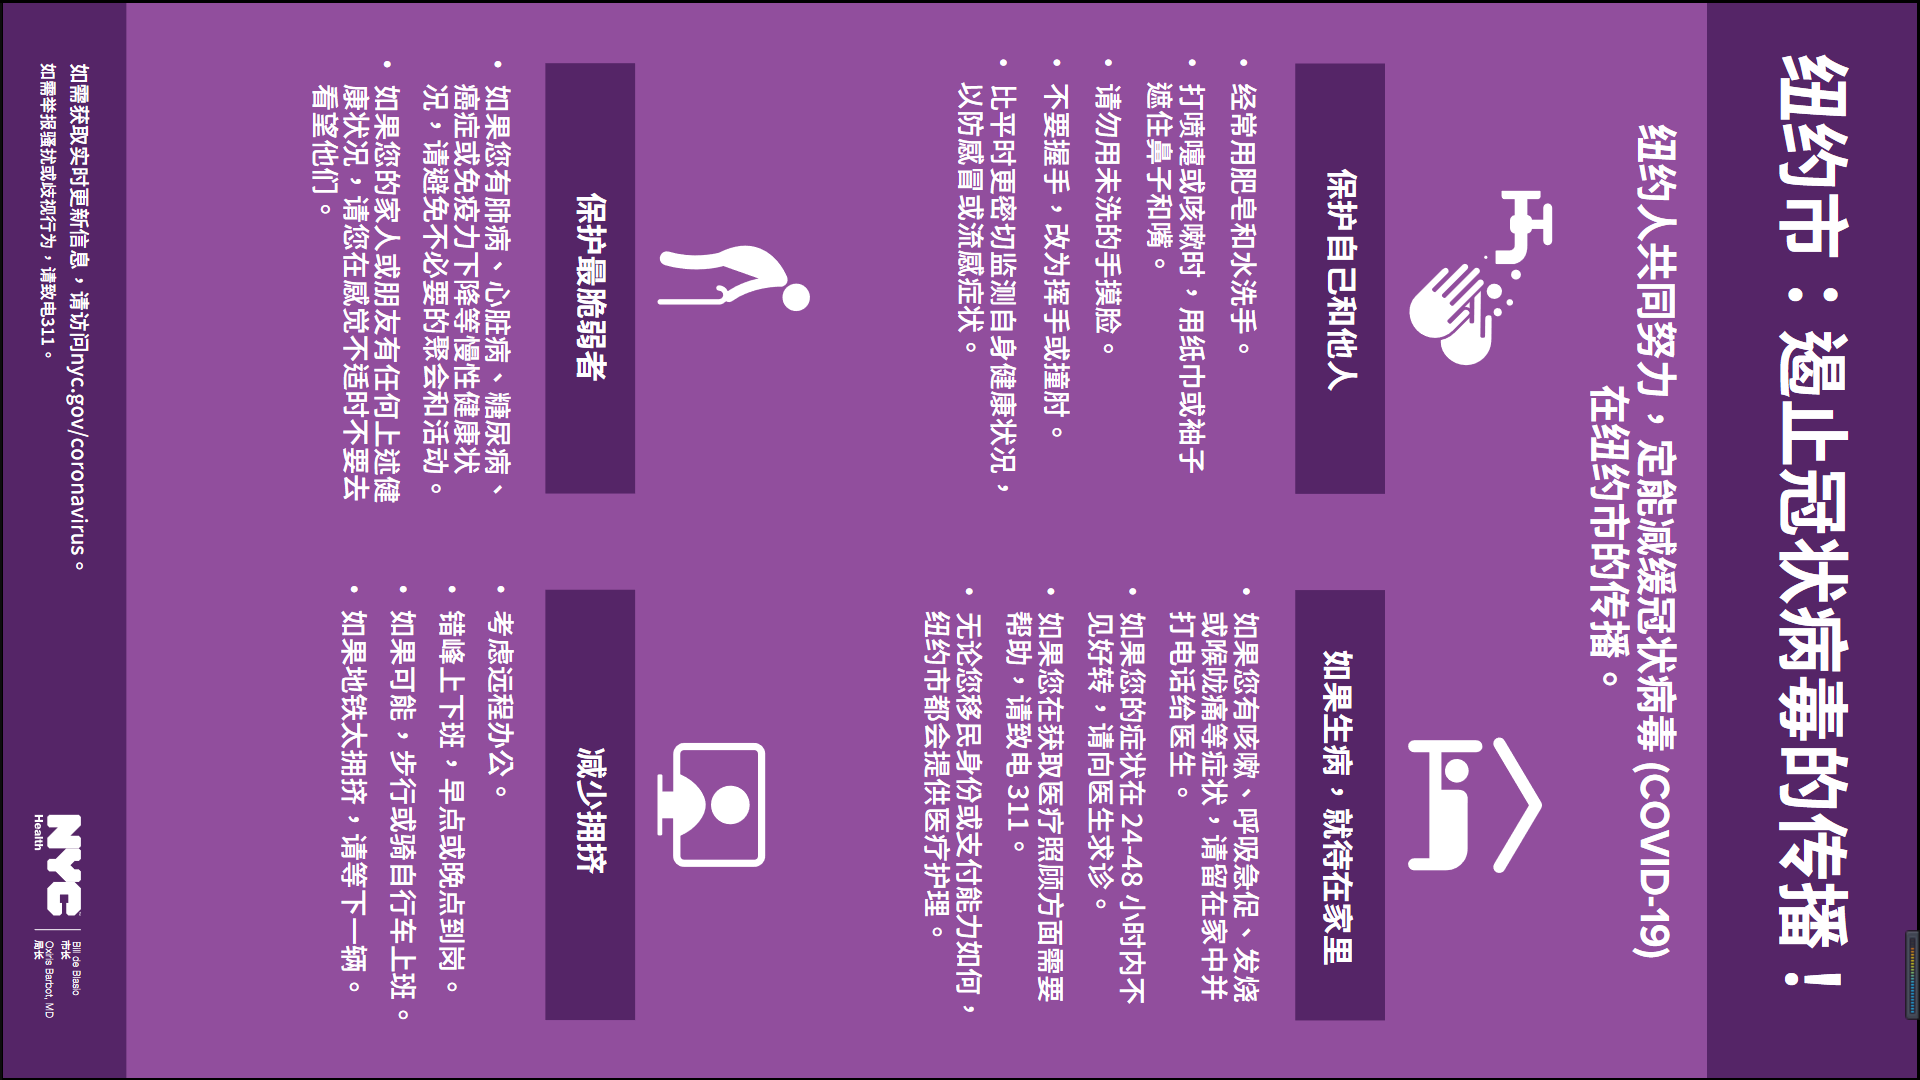 纽约市：遏止冠状病毒的传播！
纽约人共同努力，定能减缓冠状病毒 (COVID-19)
在纽约市的传播。
保护自己和他人
• 经常用肥皂和水洗手。
• 打喷嚏或咳嗽时，用纸巾或袖子
遮住鼻子和嘴。
• 请勿用未洗的手摸脸。
• 不要握手，改为挥手或撞肘。
• 比平时更密切监测自身健康状况，
以防感冒或流感症状。
如果生病，就待在家里
• 如果您有咳嗽、呼吸急促、发烧
或喉咙痛等症状，请留在家中并
打电话给医生。
• 如果您的症状在 24-48 小时内不
见好转，请向医生求诊。
• 如果您在获取医疗照顾方面需要
帮助，请致电 311。
• 无论您移民身份或支付能力如何，
纽约市都会提供医疗护理。
保护最脆弱者
• 如果您有肺病、心脏病、糖尿病、
癌症或免疫力下降等慢性健康状
况，请避免不必要的聚会和活动。
• 如果您的家人或朋友有任何上述健
康状况，请您在感觉不适时不要去
看望他们。
减少拥挤
• 考虑远程办公。
• 错峰上下班，早点或晚点到岗。
• 如果可能，步行或骑自行车上班。
• 如果地铁太拥挤，请等下一辆。
如需获取实时更新信息，请访问nyc.gov/coronavirus。
如需举报骚扰或歧视行为，请致电311。
NYC
Health
Bill de Blasio
市长
Oxiris Barbot, MD
局长